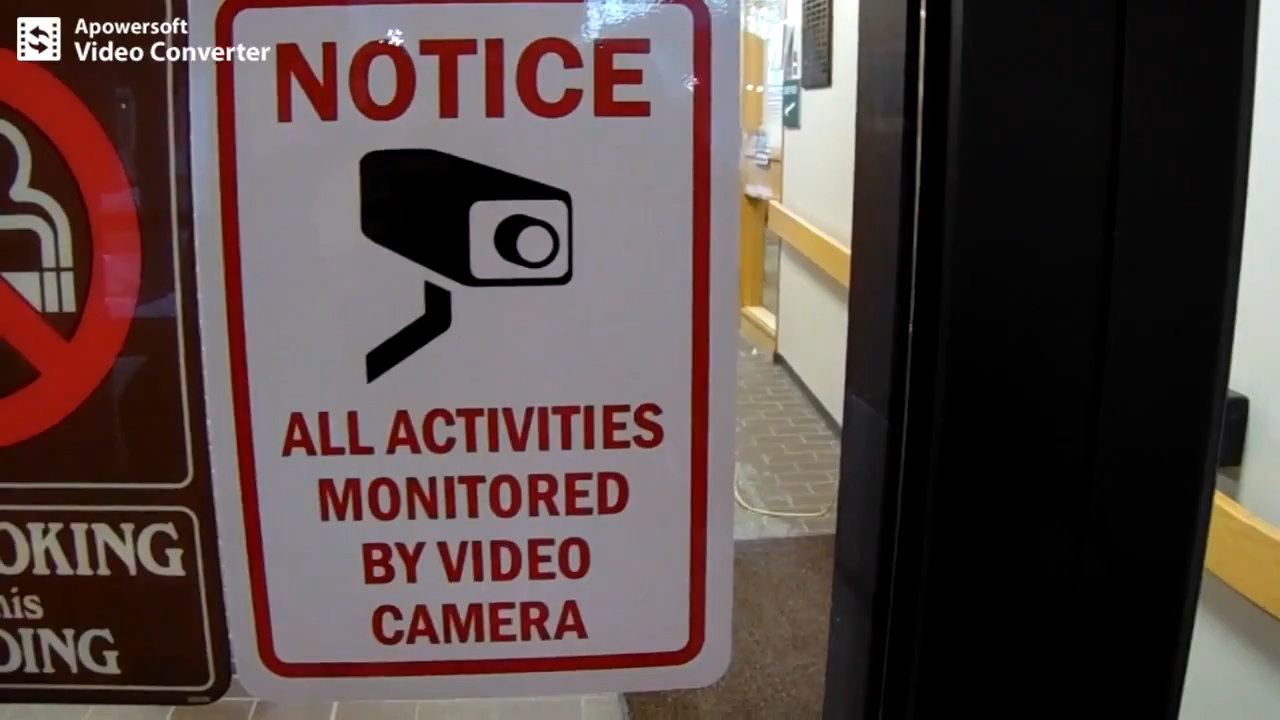 Apowersoft
Video Converter
NOTICE
ALL ACTIVITIES
MONITORED
BY VIDEO
CAMERA
OKING
his
DING